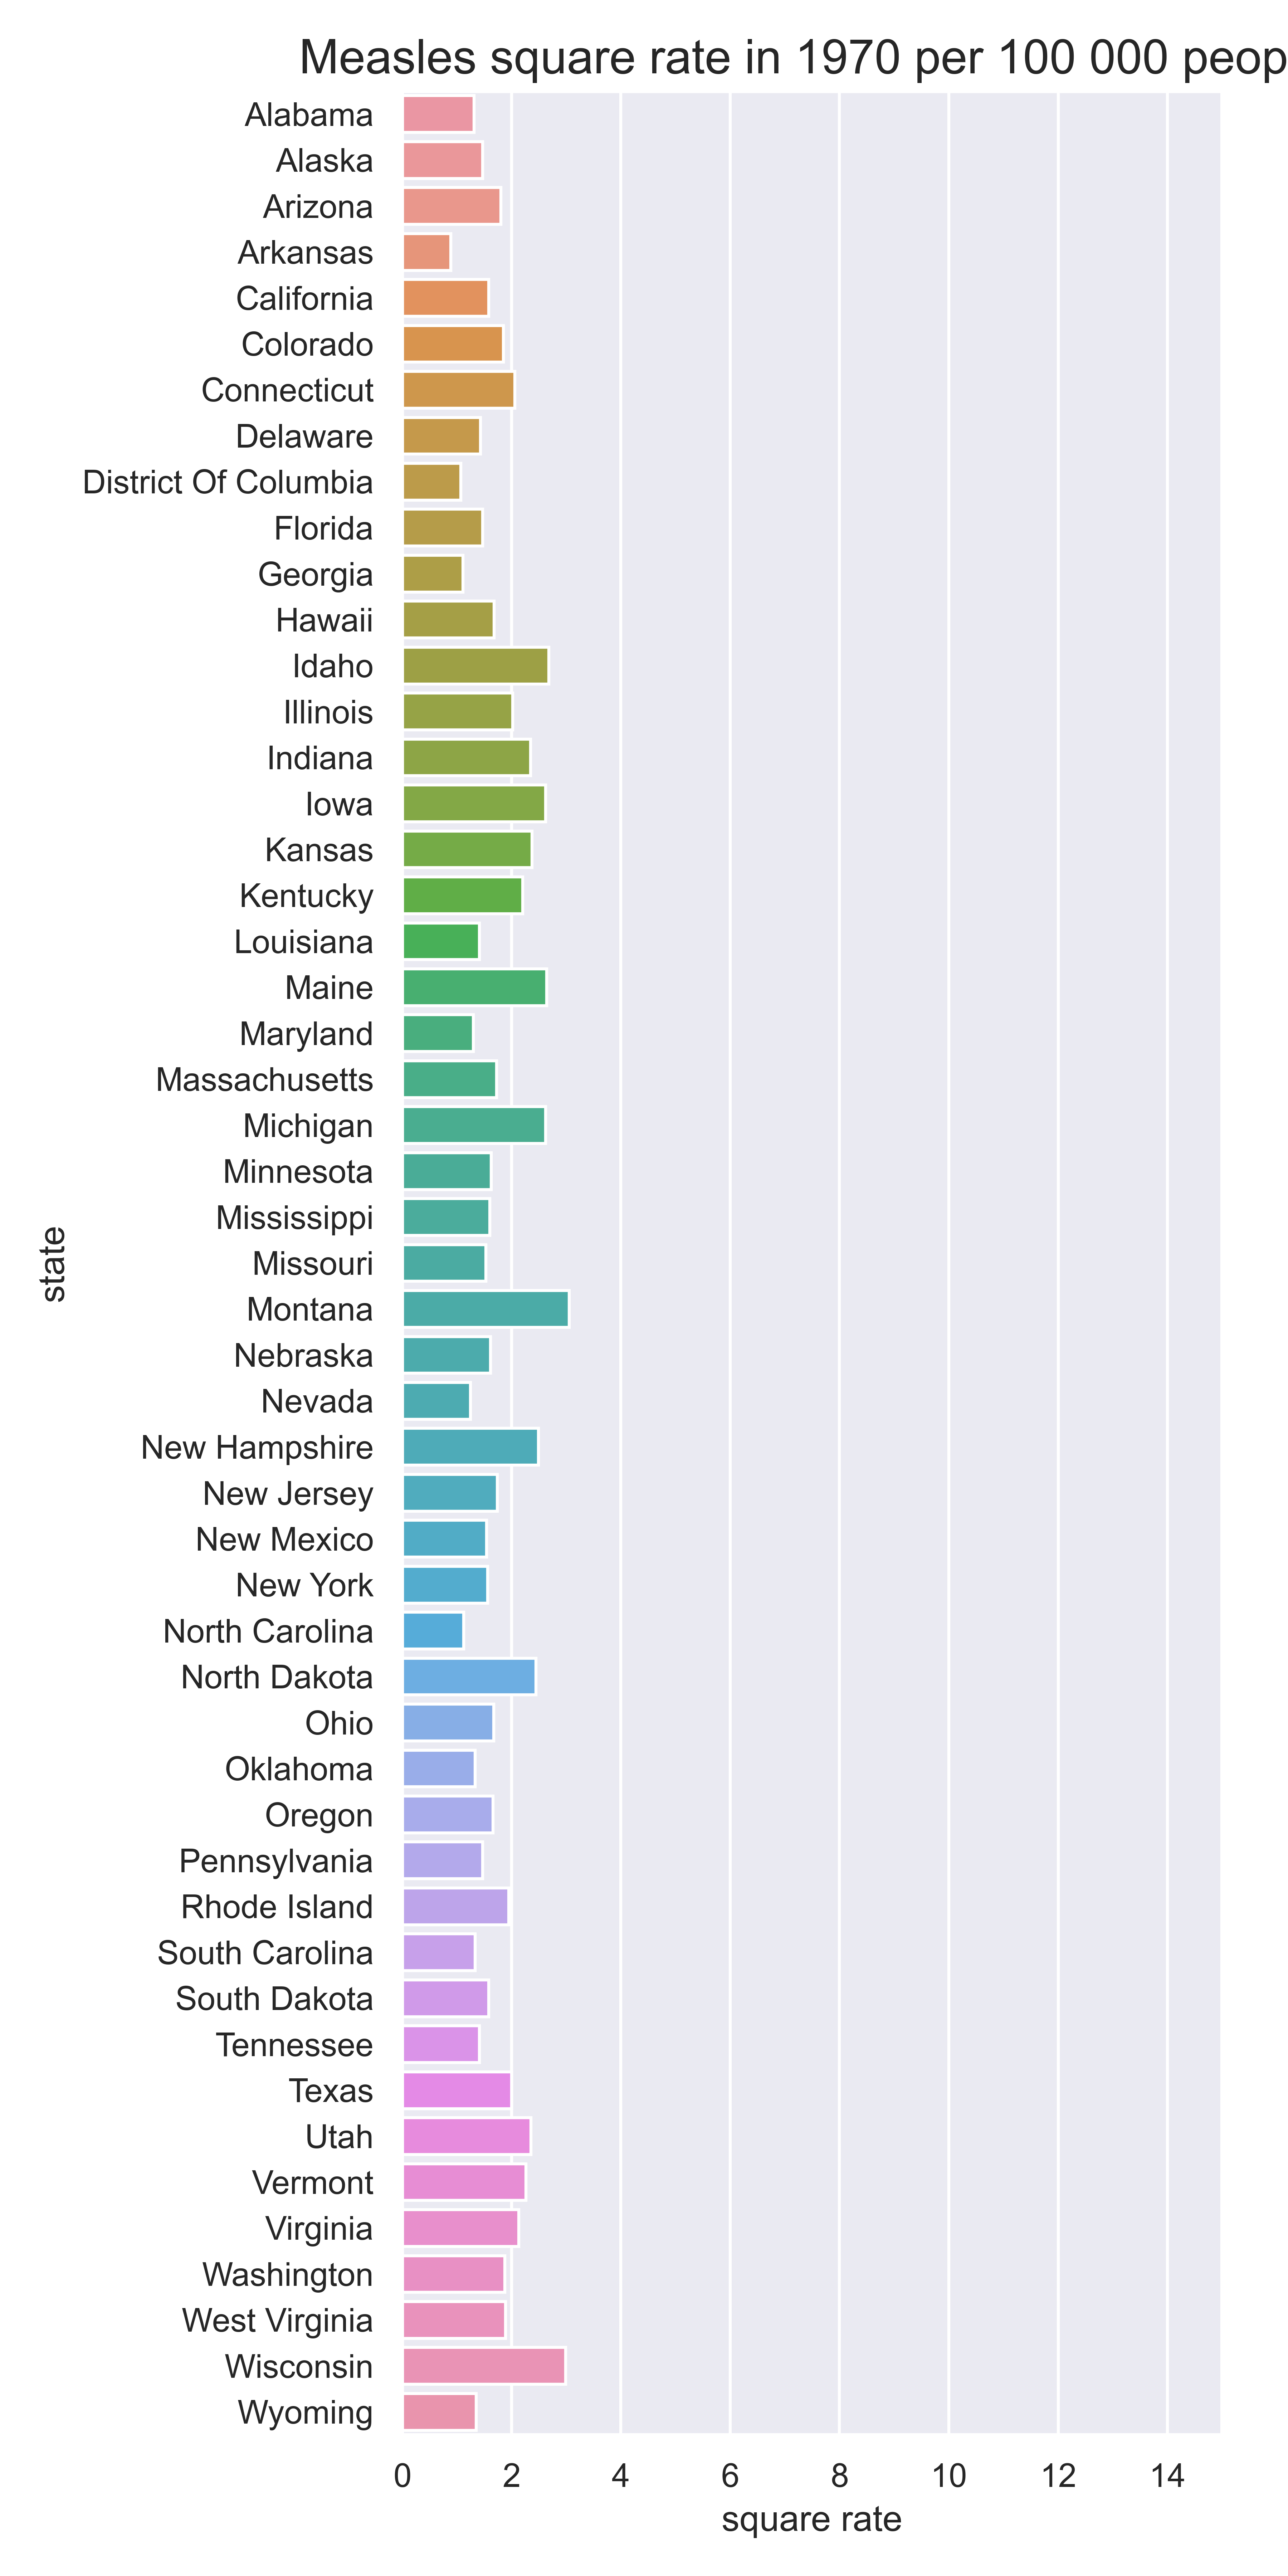 Measles square rate in 1970 per 100 000 peop
Alabama
Alaska
Arizona
Arkansas
California
Colorado
Connecticut
Delaware
District Of Columbia
Florida
Georgia
Hawaii
Idaho
Illinois
Indiana
Iowa
Kansas
Kentucky
Louisiana
Maine
Maryland
Massachusetts
Michigan
Minnesota
Mississippi
Missouri
Montana
Nebraska
Nevada
New Hampshire
New Jersey
New Mexico
New York
North Carolina
North Dakota
Ohio
Oklahoma
Oregon
Pennsylvania
Rhode Island
South Carolina
South Dakota
Tennessee
Texas
Utah
Vermont
Virginia
Washington
West Virginia
Wisconsin
Wyoming
state
0 2 4 6 8 10 12 14
square rate